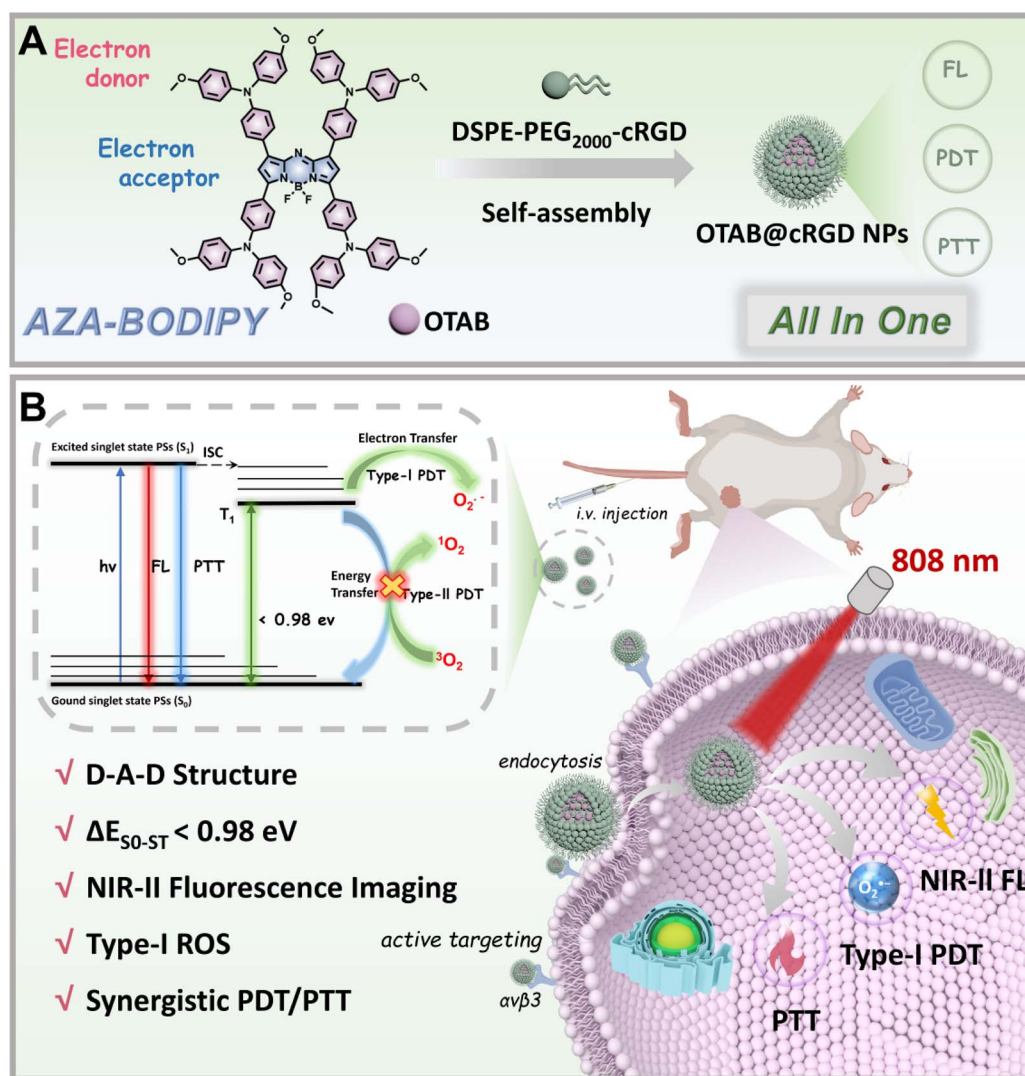 A
Electron
donor
Electron
acceptor
O
O
O
O
O
O
O
O
N
N
N
N
N
N
N
B
F
F
DSPE-PEG2000-cRGD
Self-assembly
OTAB@cRGD NPs
FL
PDT
PTT
AZA-BODIPY
OTAB
All In One
B
Excited singlet state PSs (S1)
ISC
Electron Transfer
Type-I PDT
O2·-
T1
1O2
hv
FL
PTT
Energy
Transfer
Type-II PDT
< 0.98 ev
3O2
Gound singlet state PSs (S0)
i.v. injection
808 nm
√ D-A-D Structure
√ ΔES0-ST < 0.98 eV
√ NIR-II Fluorescence Imaging
√ Type-I ROS
√ Synergistic PDT/PTT
endocytosis
active targeting
αvβ3
O2•−
NIR-II FL
Type-I PDT
PTT